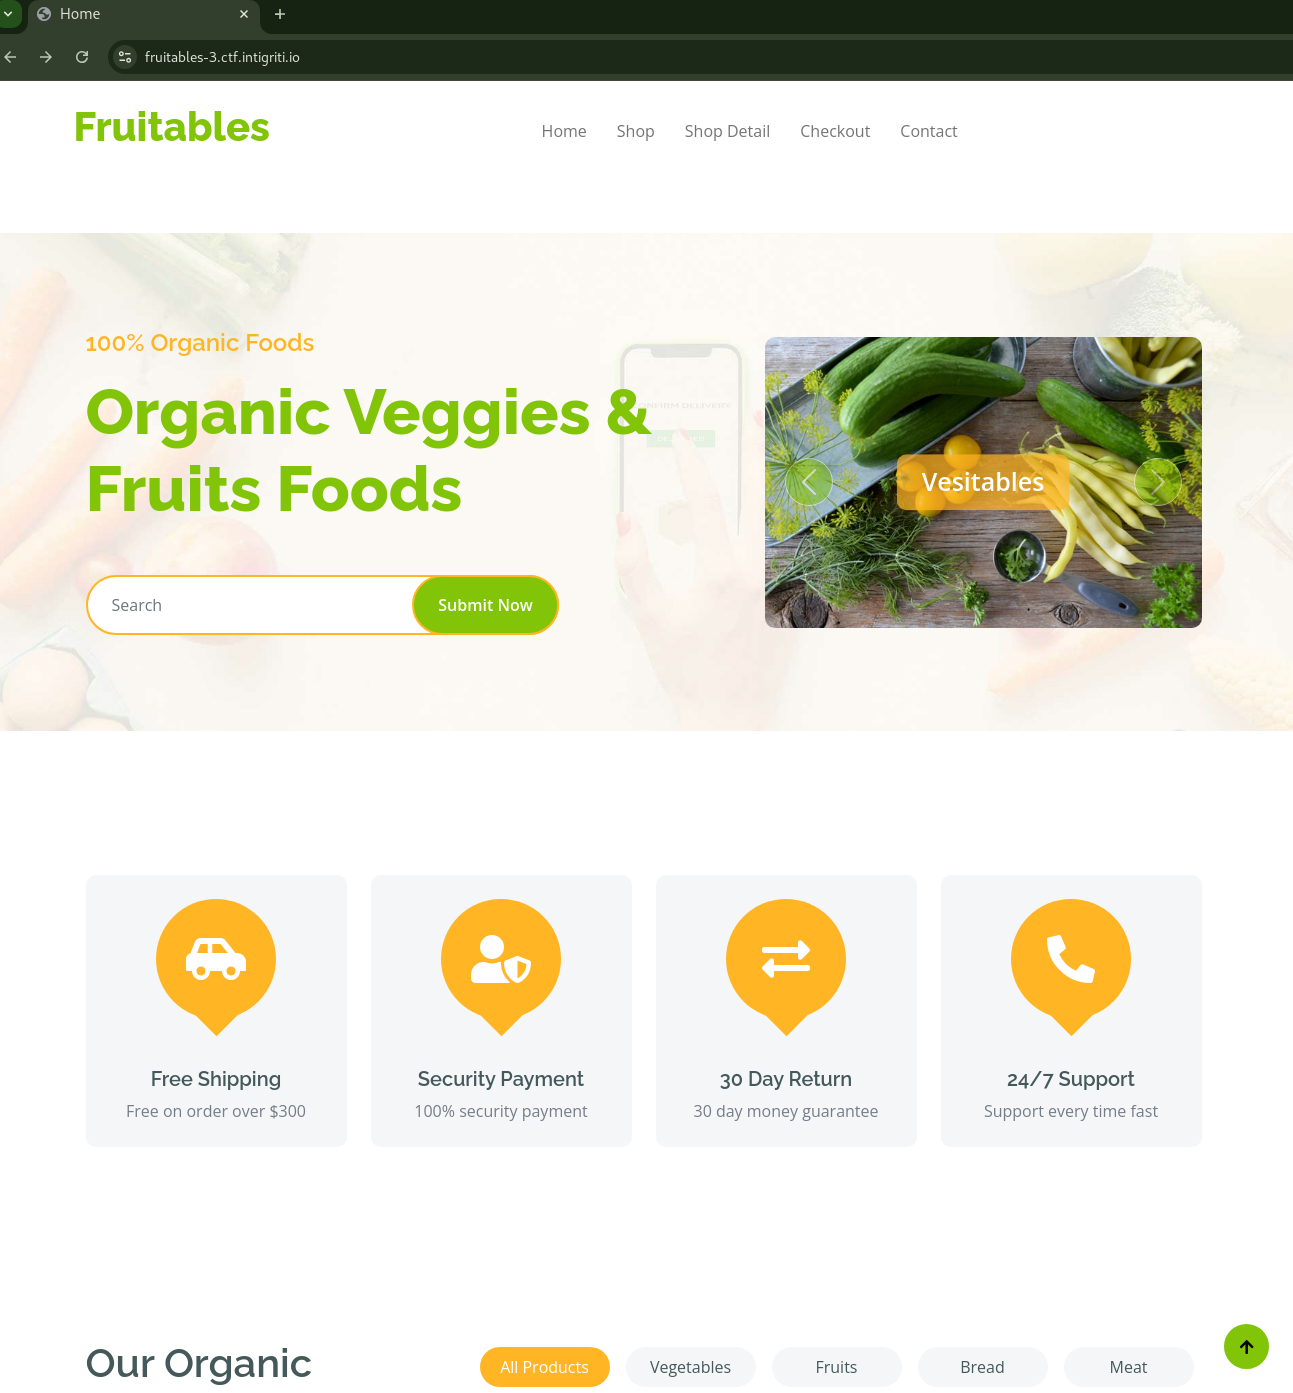 Home
fruitables-3.ctf.intigriti.io
Fruitables
Home Shop Shop Detail Checkout Contact
100% Organic Foods
Organic Veggies &
Fruits Foods
Search Submit Now
Vesitables
Free Shipping
Free on order over $300
Security Payment
100% security payment
30 Day Return
30 day money guarantee
24/7 Support
Support every time fast
Our Organic
All Products Vegetables Fruits Bread Meat